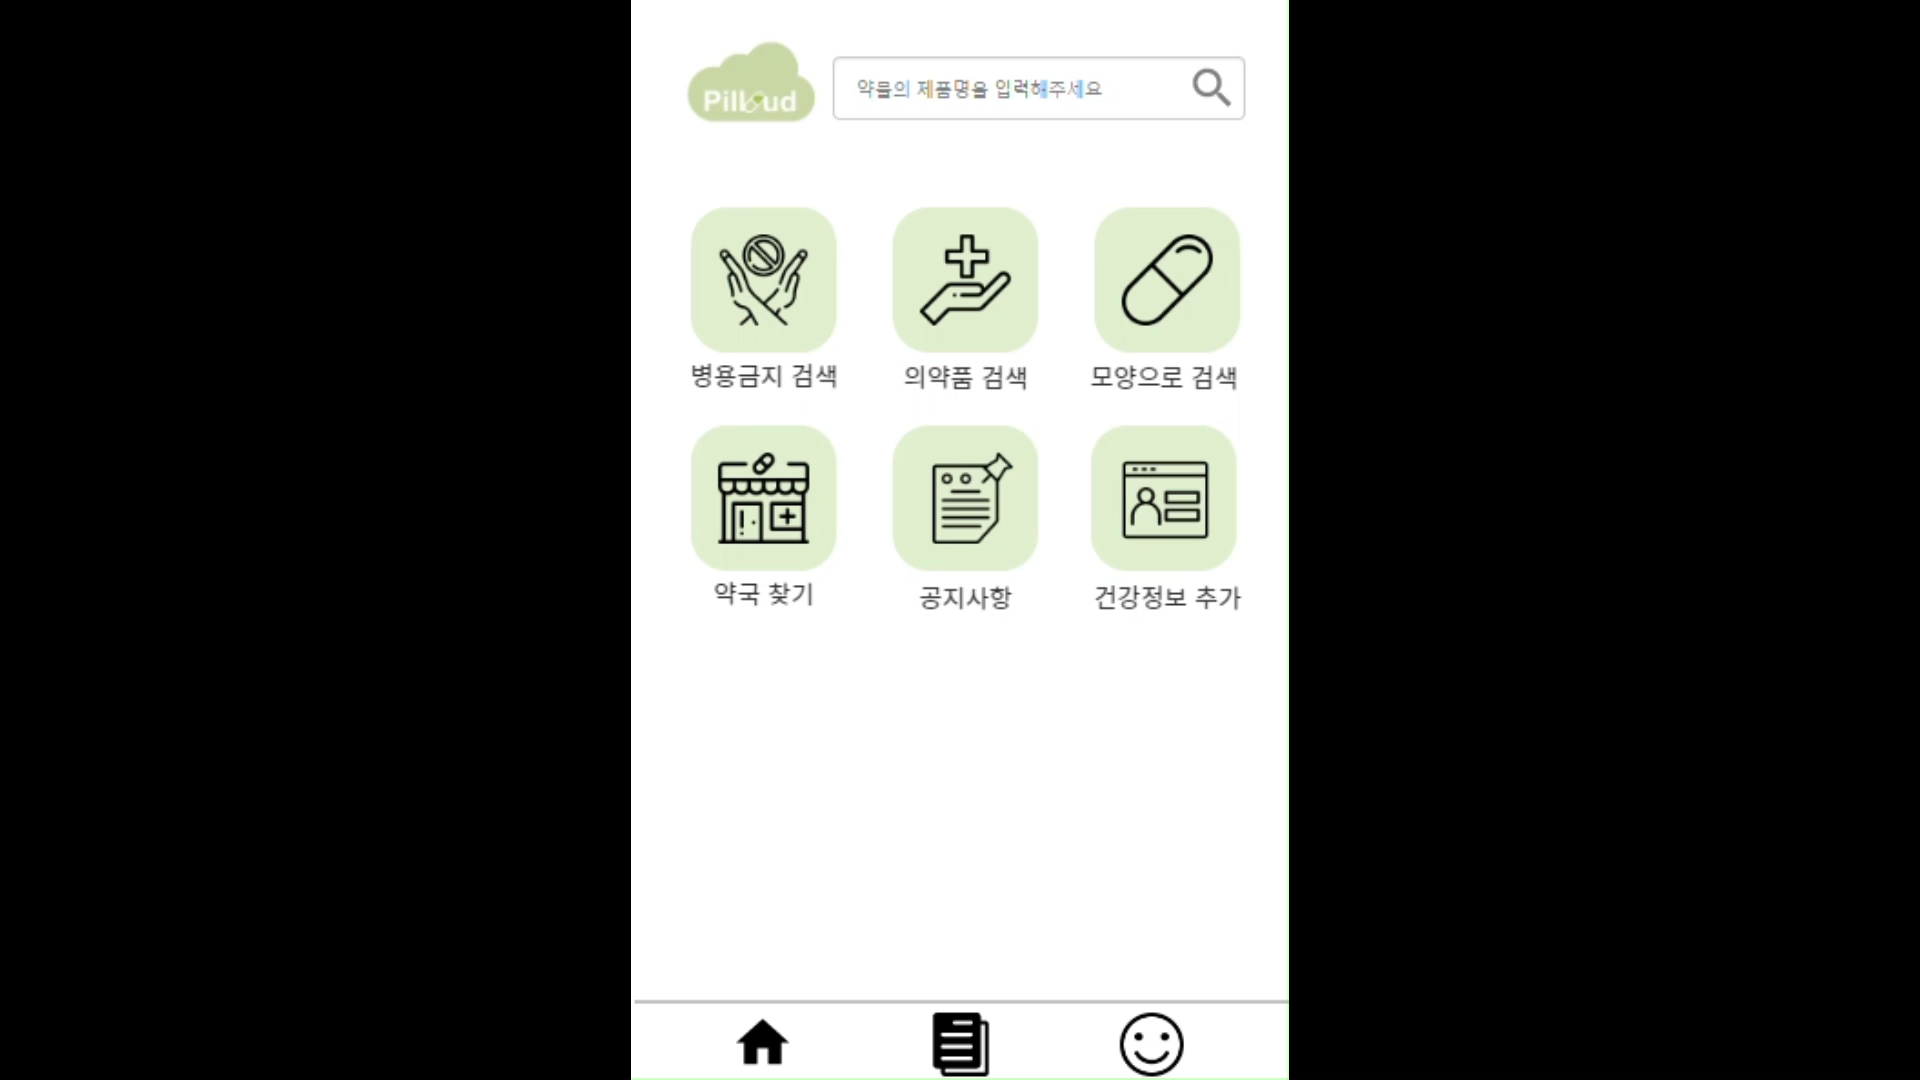 Pilloud
약물의 제품명을 입력해주세요
병용금지 검색
의약품 검색
모양으로 검색
약국 찾기
공지사항
건강정보 추가